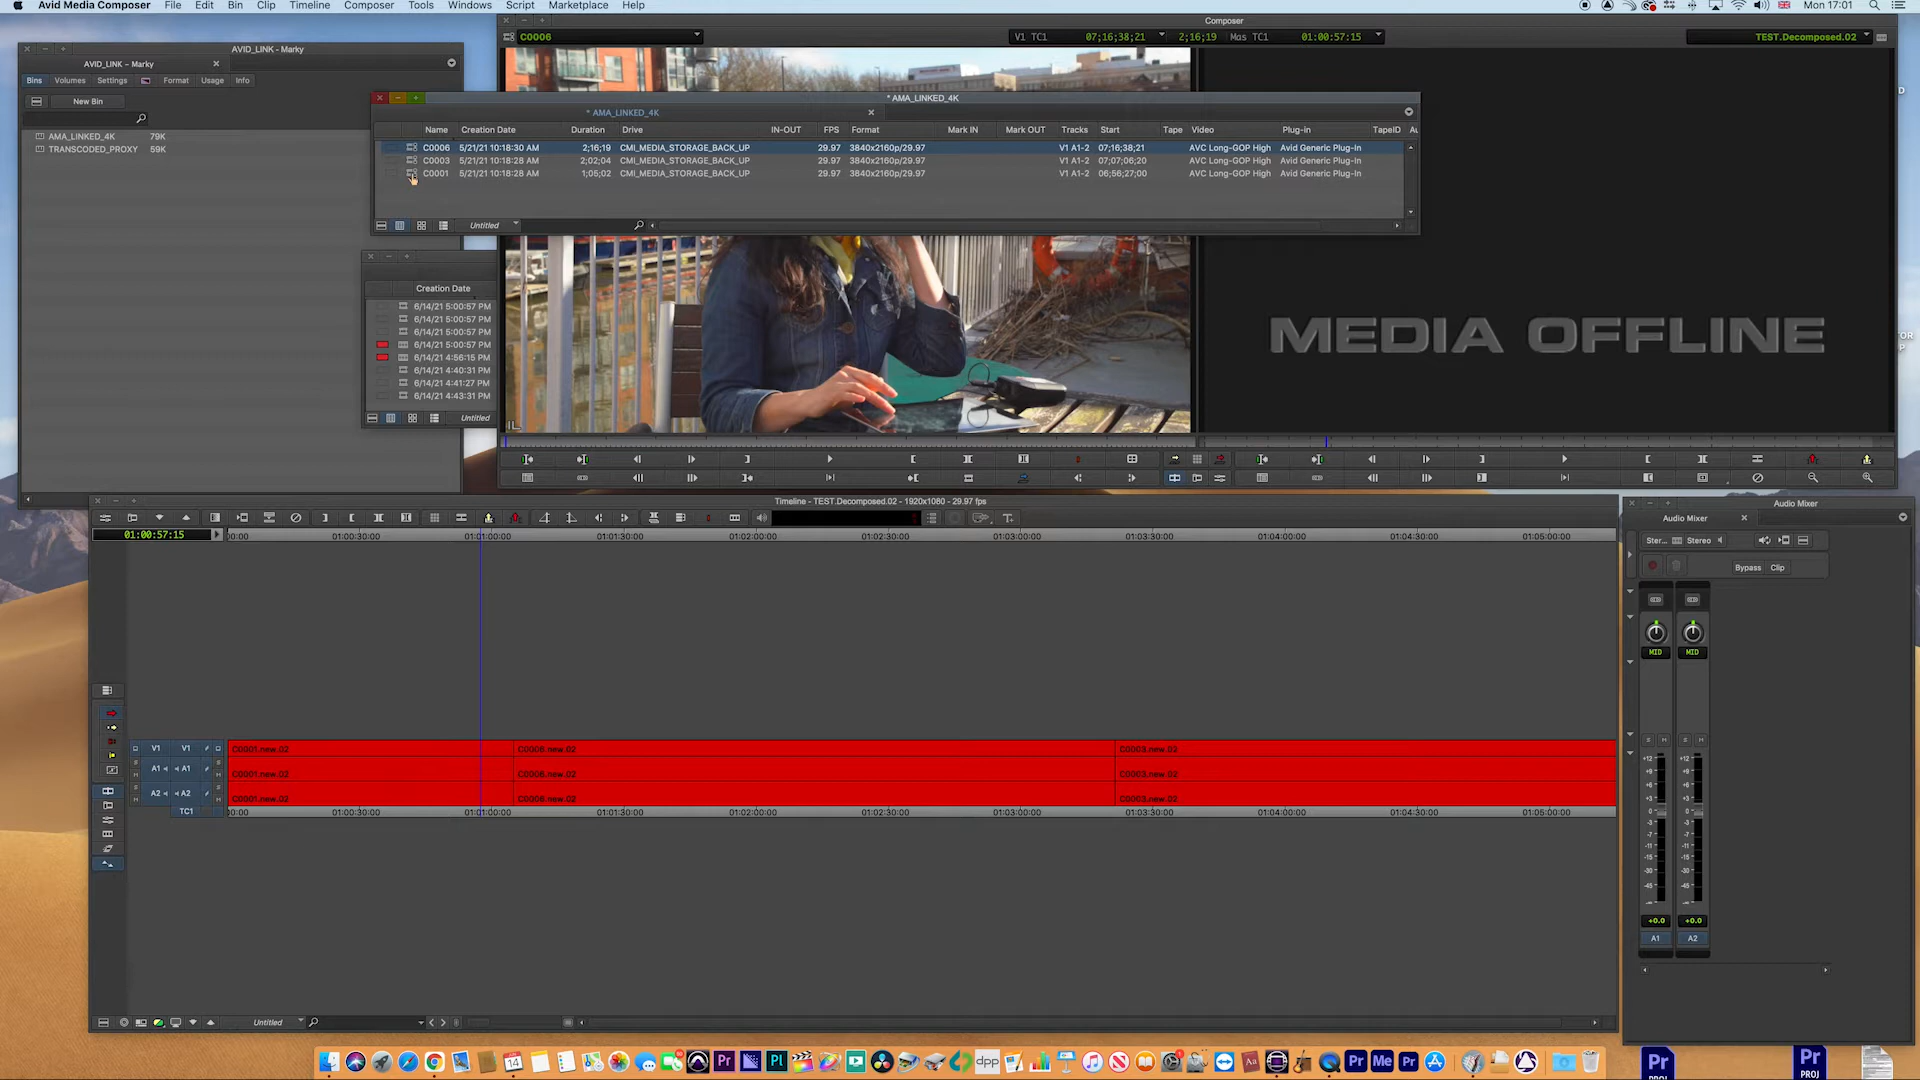 Avid Media Composer File Edit Bin Clip Timeline Composer Tools Windows Script Marketplace Help
Mon 17:01
Composer
C0006
V1 TC1 07;16;38;21 2;16;19 Mas TC1 01:00:57:15
TEST.Decomposed.02
AVID_LINK - Marky
AVID_LINK - Marky
Bins Volumes Settings Format Usage Info
New Bin
AMA_LINKED_4K 79K
TRANSCODED_PROXY 59K
* AMA_LINKED_4K
* AMA_LINKED_4K
Name Creation Date Duration Drive IN-OUT FPS Format Mark IN Mark OUT Tracks Start Tape Video Plug-in TapeID Au
C0006 5/21/21 10:18:30 AM 2;16;19 CMI_MEDIA_STORAGE_BACK_UP 29.97 3840x2160p/29.97 V1 A1-2 07;16;38;21 AVC Long-GOP High Avid Generic Plug-In
C0003 5/21/21 10:18:28 AM 2;02;04 CMI_MEDIA_STORAGE_BACK_UP 29.97 3840x2160p/29.97 V1 A1-2 07;07;06;20 AVC Long-GOP High Avid Generic Plug-In
C0001 5/21/21 10:18:28 AM 1;05;02 CMI_MEDIA_STORAGE_BACK_UP 29.97 3840x2160p/29.97 V1 A1-2 06;56;27;00 AVC Long-GOP High Avid Generic Plug-In
Untitled
Creation Date
6/14/21 5:00:57 PM
6/14/21 5:00:57 PM
6/14/21 5:00:57 PM
6/14/21 5:00:57 PM
6/14/21 4:56:15 PM
6/14/21 4:40:31 PM
6/14/21 4:41:27 PM
6/14/21 4:43:31 PM
Untitled
MEDIA OFFLINE
Timeline - TEST.Decomposed.02 - 1920x1080 - 29.97 fps
01:00:57:15
00:00 01:00:30:00 01:01:00:00 01:01:30:00 01:02:00:00 01:02:30:00 01:03:00:00 01:03:30:00 01:04:00:00 01:04:30:00 01:05:00:00
V1 V1 C0001.new.02 C0006.new.02 C0003.new.02
A1 A1 C0001.new.02 C0006.new.02 C0003.new.02
A2 A2 C0001.new.02 C0006.new.02 C0003.new.02
TC1
00:00 01:00:30:00 01:01:00:00 01:01:30:00 01:02:00:00 01:02:30:00 01:03:00:00 01:03:30:00 01:04:00:00 01:04:30:00 01:05:00:00
Untitled
Audio Mixer
Audio Mixer
Ster... Stereo
Bypass Clip
MID MID
+12 +12
+6 +6
+3 +3
0 0
-3 -3
-7 -7
-11 -11
-15 -15
-30 -30
-45 -45
+0.0 +0.0
A1 A2
14
Pr Pl dpp Aa Pr Me Pr
Pr Pr
PROJ PROJ